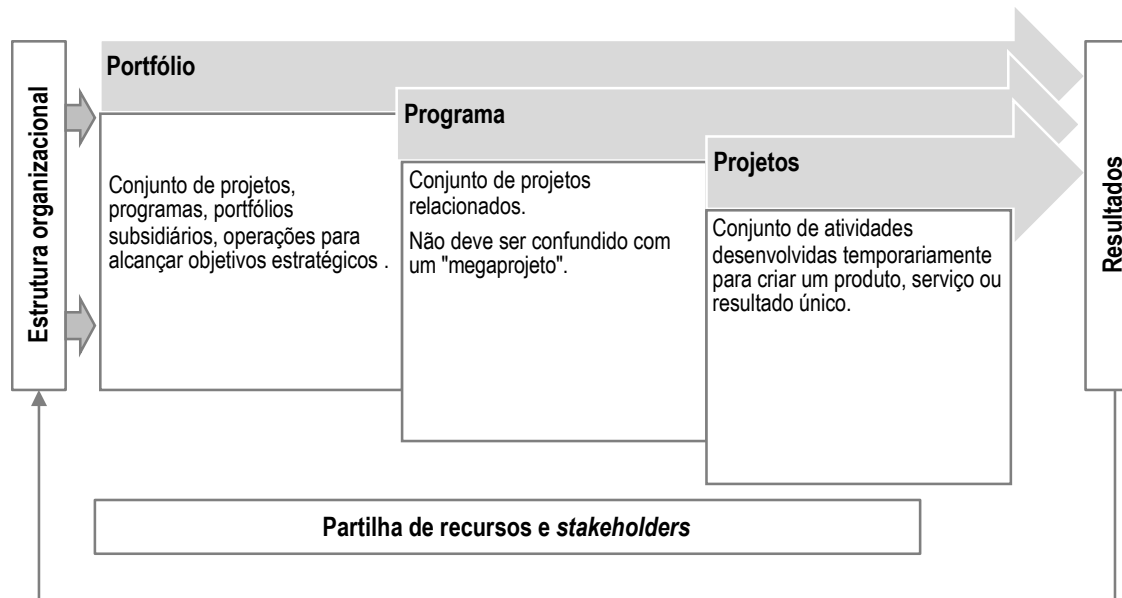 Estrutura organizacional
Portfólio
Conjunto de projetos,
programas, portfólios
subsidiários, operações para
alcançar objetivos estratégicos .
Programa
Conjunto de projetos
relacionados.
Não deve ser confundido com
um "megaprojeto".
Projetos
Conjunto de atividades
desenvolvidas temporariamente
para criar um produto, serviço ou
resultado único.
Resultados
Partilha de recursos e stakeholders